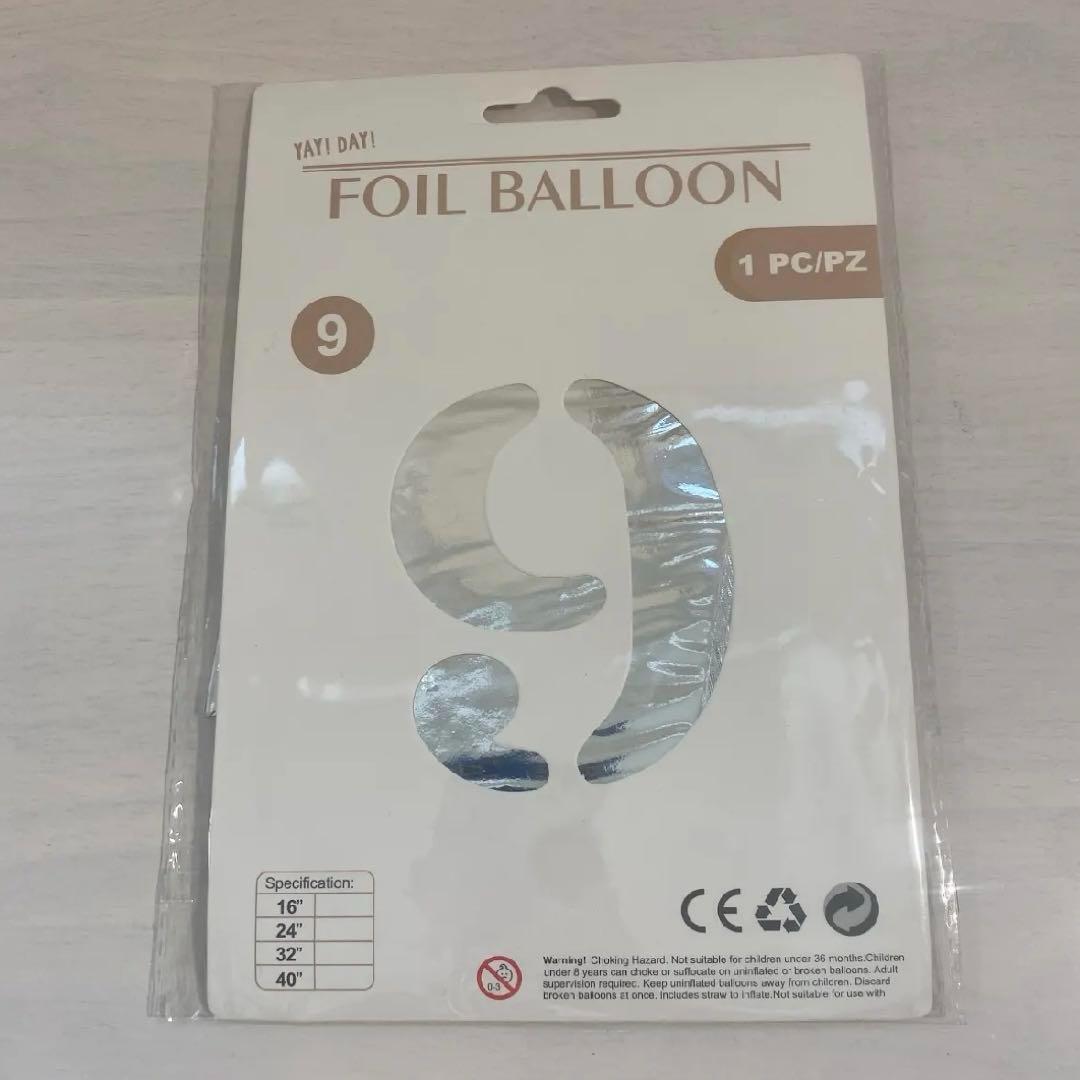 YAY! DAY!
FOIL BALLOON
1 PC/PZ
9
Specification:
16"
24"
32"
40"
CE
0-3
Warning! Choking Hazard. Not suitable for children under 36 months.Children
under 8 years can choke or suffocate on uninflated or broken balloons. Adult
supervision required. Keep uninflated balloons away from children. Discard
broken balloons at once. Includes straw to inflate.Not suitable for use with